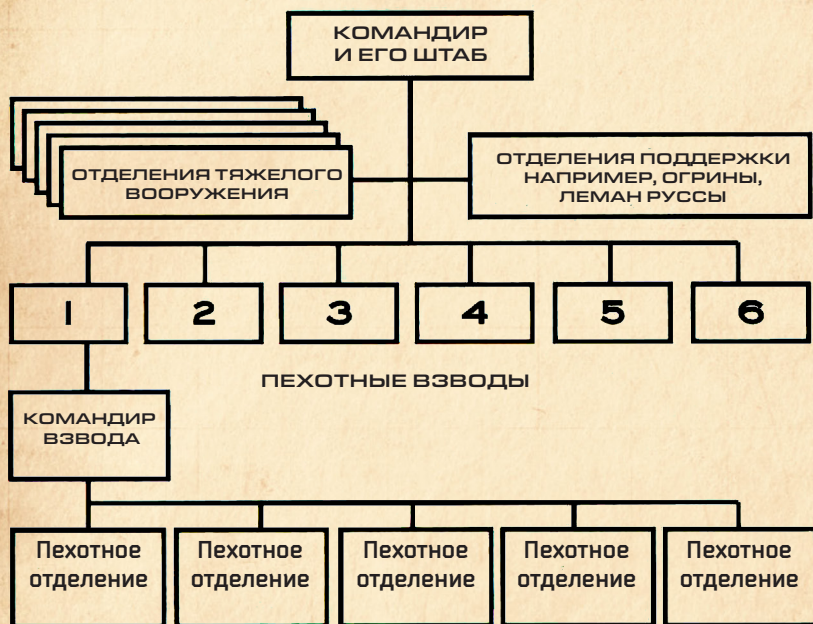 КОМАНДИР
И ЕГО ШТАБ
ОТДЕЛЕНИЯ ТЯЖЕЛОГО
ВООРУЖЕНИЯ
ОТДЕЛЕНИЯ ПОДДЕРЖКИ
НАПРИМЕР, ОГРИНЫ,
ЛЕМАН РУССЫ
1 2 3 4 5 6
ПЕХОТНЫЕ ВЗВОДЫ
КОМАНДИР
ВЗВОДА
Пехотное
отделение
Пехотное
отделение
Пехотное
отделение
Пехотное
отделение
Пехотное
отделение